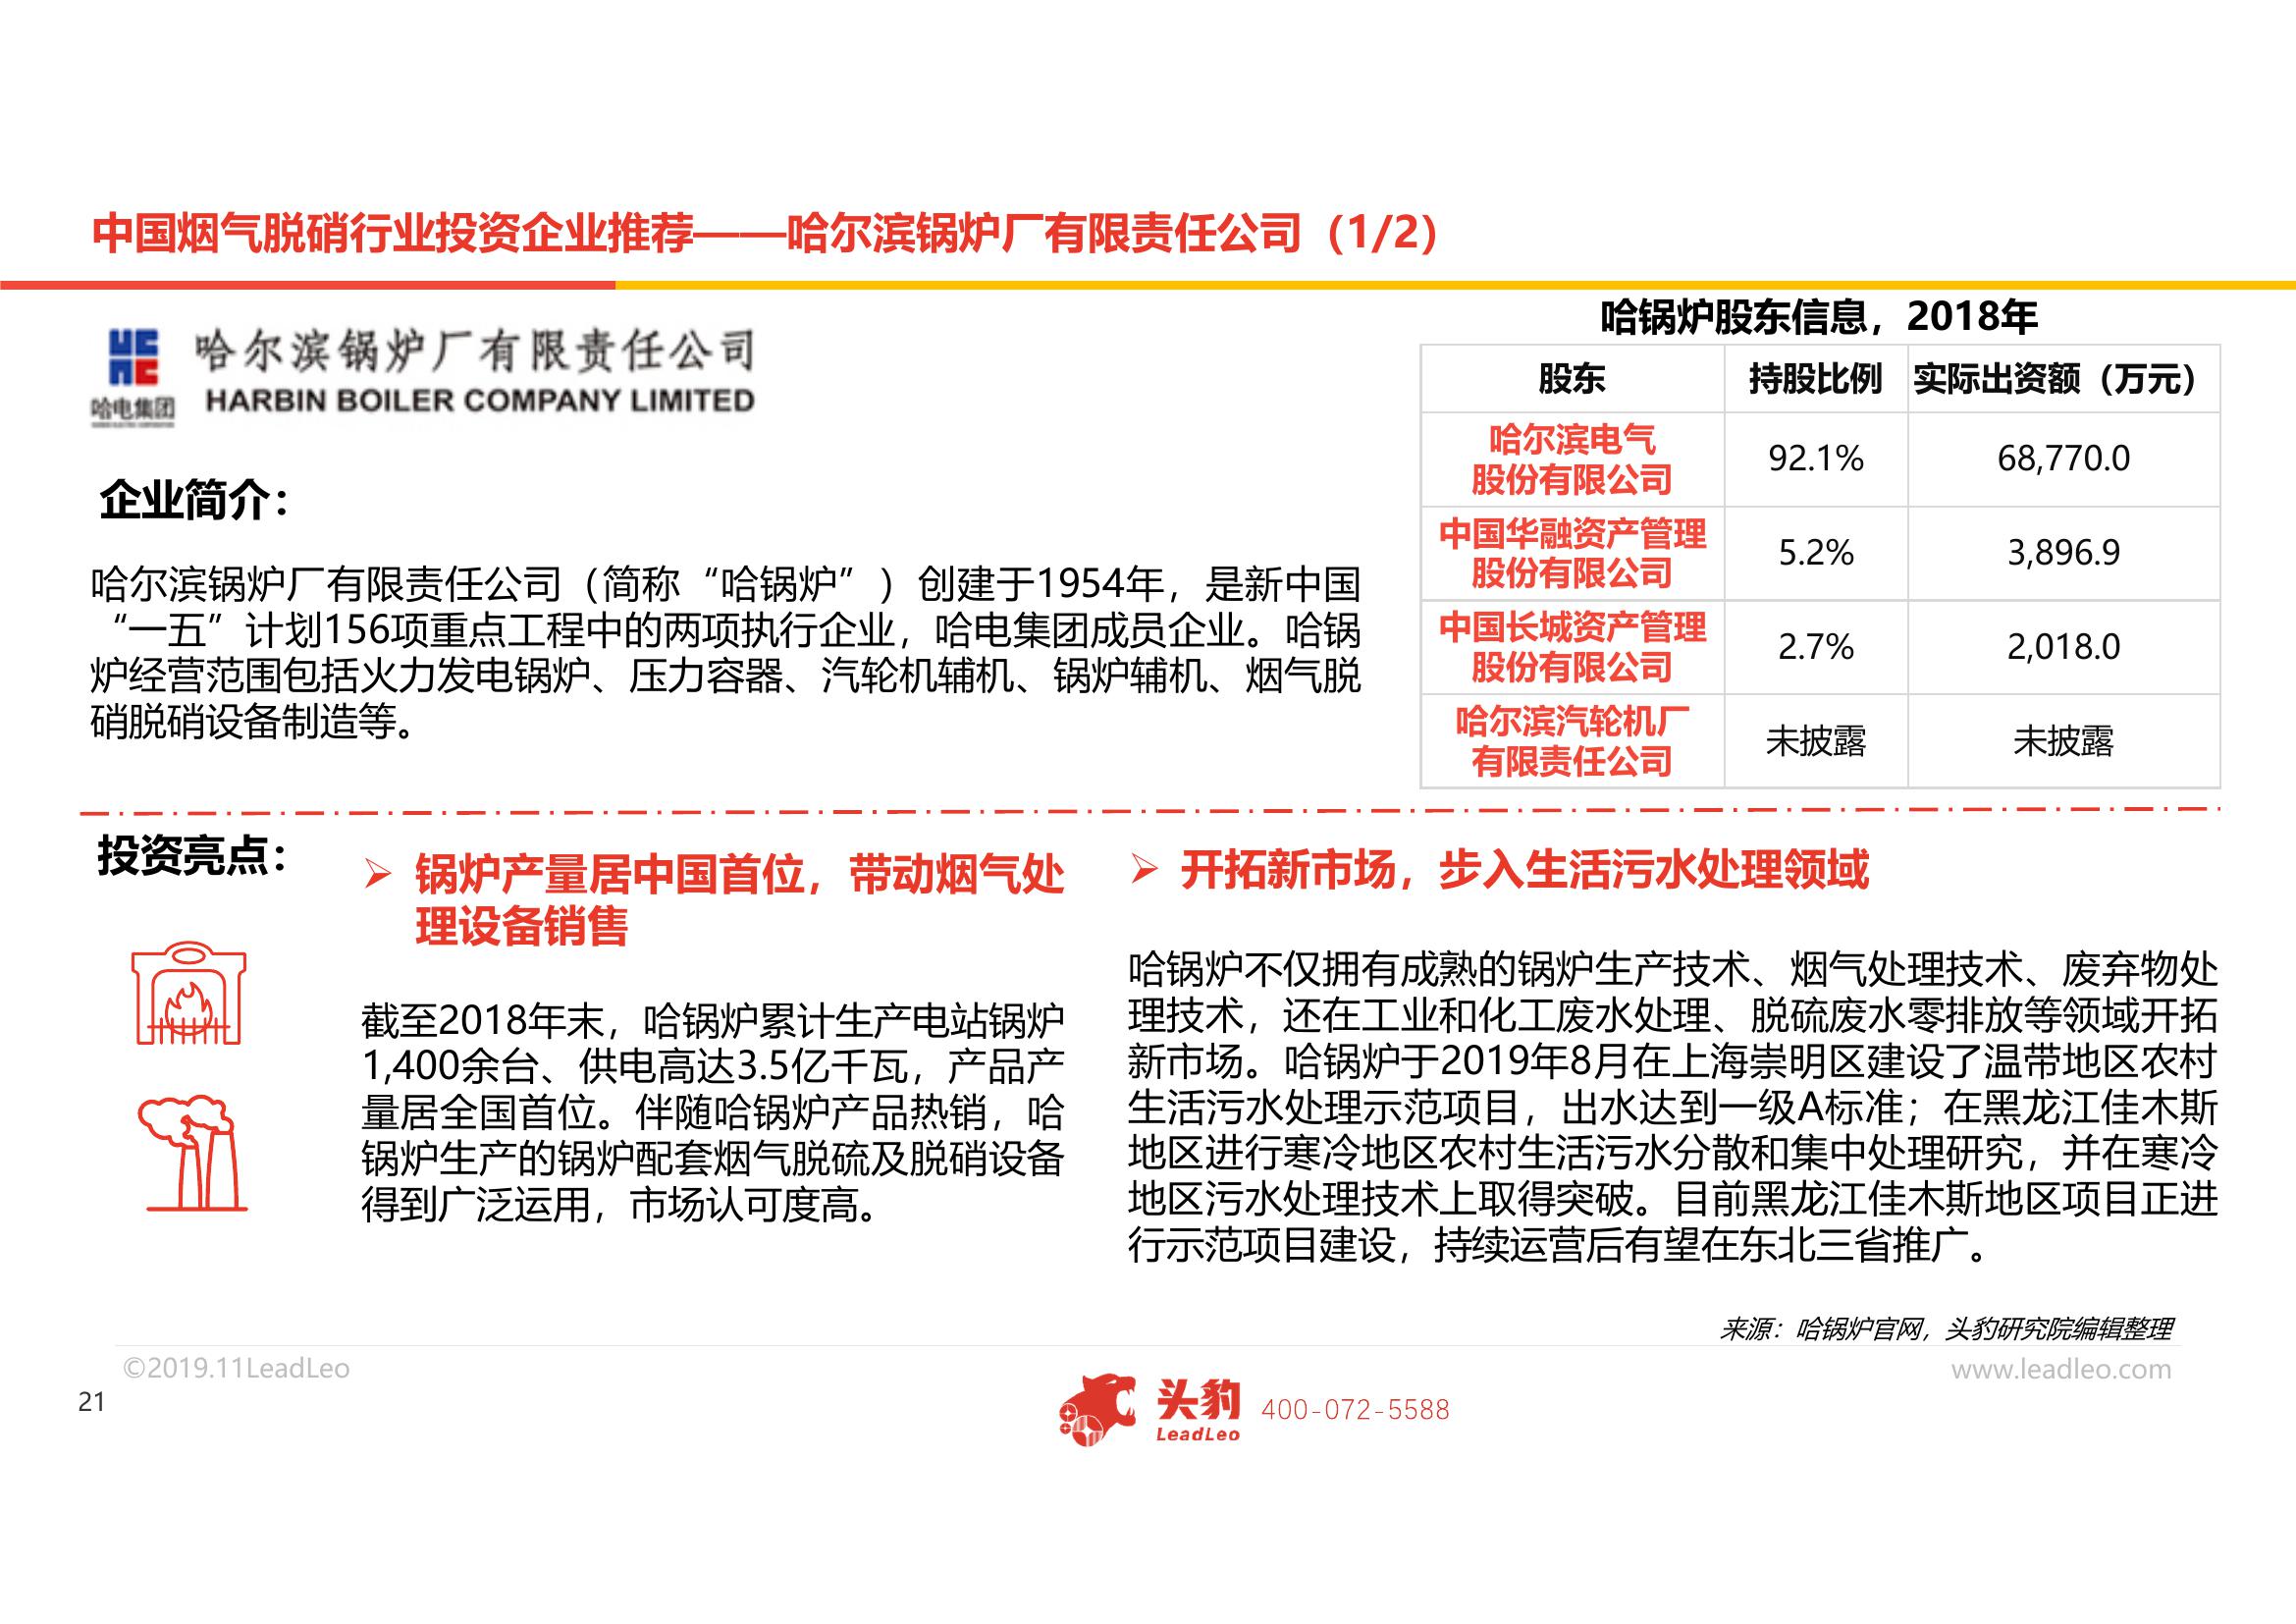 中国烟气脱硝行业投资企业推荐——哈尔滨锅炉厂有限责任公司（1/2）
哈电集团
哈尔滨锅炉厂有限责任公司
HARBIN BOILER COMPANY LIMITED
企业简介：
哈尔滨锅炉厂有限责任公司（简称“哈锅炉”）创建于1954年，是新中国
“一五”计划156项重点工程中的两项执行企业，哈电集团成员企业。哈锅
炉经营范围包括火力发电锅炉、压力容器、汽轮机辅机、锅炉辅机、烟气脱
硝脱硝设备制造等。
哈锅炉股东信息，2018年
股东 持股比例 实际出资额（万元）
哈尔滨电气
股份有限公司 92.1% 68,770.0
中国华融资产管理
股份有限公司 5.2% 3,896.9
中国长城资产管理
股份有限公司 2.7% 2,018.0
哈尔滨汽轮机厂
有限责任公司 未披露 未披露
投资亮点：
➢ 锅炉产量居中国首位，带动烟气处
理设备销售
截至2018年末，哈锅炉累计生产电站锅炉
1,400余台、供电高达3.5亿千瓦，产品产
量居全国首位。伴随哈锅炉产品热销，哈
锅炉生产的锅炉配套烟气脱硫及脱硝设备
得到广泛运用，市场认可度高。
➢ 开拓新市场，步入生活污水处理领域
哈锅炉不仅拥有成熟的锅炉生产技术、烟气处理技术、废弃物处
理技术，还在工业和化工废水处理、脱硫废水零排放等领域开拓
新市场。哈锅炉于2019年8月在上海崇明区建设了温带地区农村
生活污水处理示范项目，出水达到一级A标准；在黑龙江佳木斯
地区进行寒冷地区农村生活污水分散和集中处理研究，并在寒冷
地区污水处理技术上取得突破。目前黑龙江佳木斯地区项目正进
行示范项目建设，持续运营后有望在东北三省推广。
来源：哈锅炉官网，头豹研究院编辑整理
©2019.11LeadLeo
www.leadleo.com
21
头豹
LeadLeo
400-072-5588